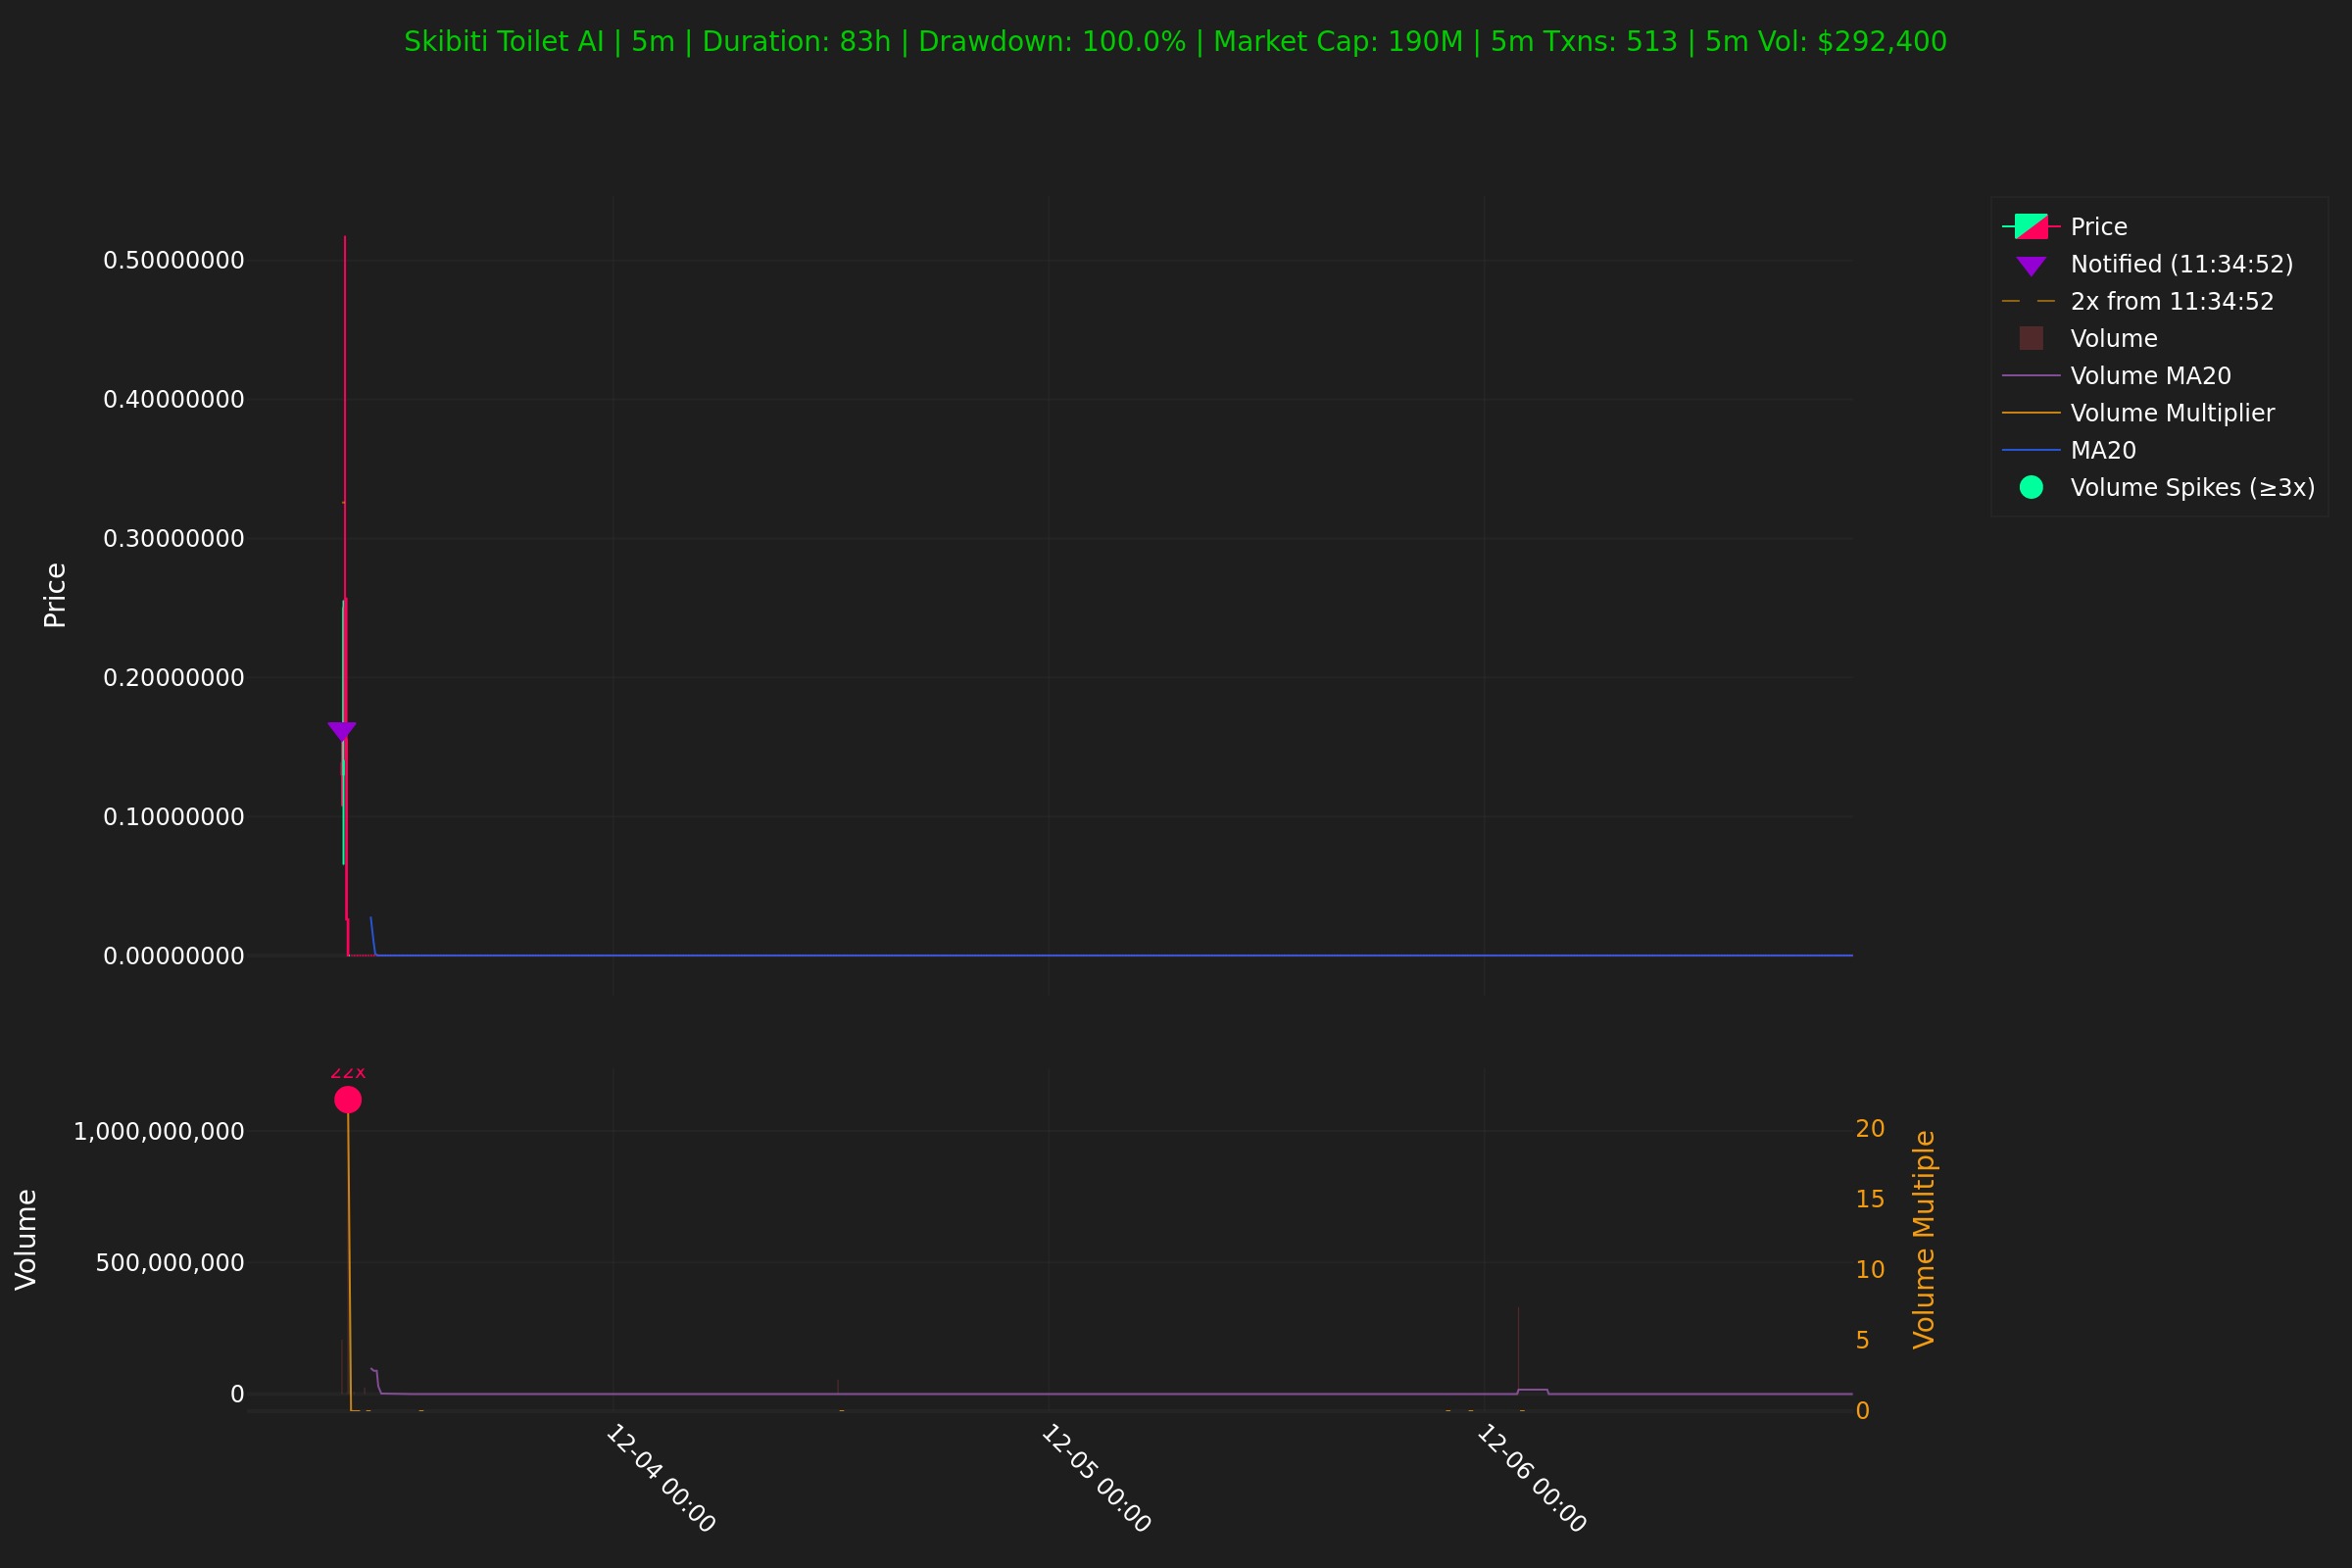 Skibiti Toilet AI | 5m | Duration: 83h | Drawdown: 100.0% | Market Cap: 190M | 5m Txns: 513 | 5m Vol: $292,400
Price
0.50000000
0.40000000
0.30000000
0.20000000
0.10000000
0.00000000
Price
Notified (11:34:52)
2x from 11:34:52
Volume
Volume MA20
Volume Multiplier
MA20
Volume Spikes (≥3x)
22x
Volume
1,000,000,000
500,000,000
0
20
15
10
5
0
Volume Multiple
12-04 00:00
12-05 00:00
12-06 00:00